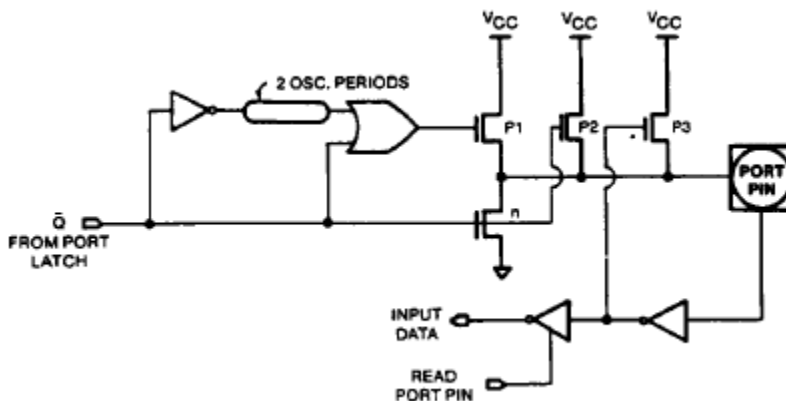 VCC
VCC
VCC
2 OSC. PERIODS
P1
P2
P3
PORT
PIN
Q̄
n
FROM PORT
LATCH
INPUT
DATA
READ
PORT PIN